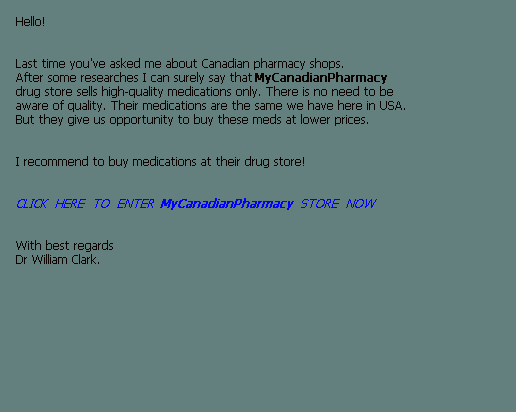 Hello!
Last time you've asked me about Canadian pharmacy shops.
After some researches I can surely say that MyCanadianPharmacy
drug store sells high-quality medications only. There is no need to be
aware of quality. Their medications are the same we have here in USA.
But they give us opportunity to buy these meds at lower prices.
I recommend to buy medications at their drug store!
CLICK HERE TO ENTER MyCanadianPharmacy STORE NOW
With best regards
Dr William Clark.